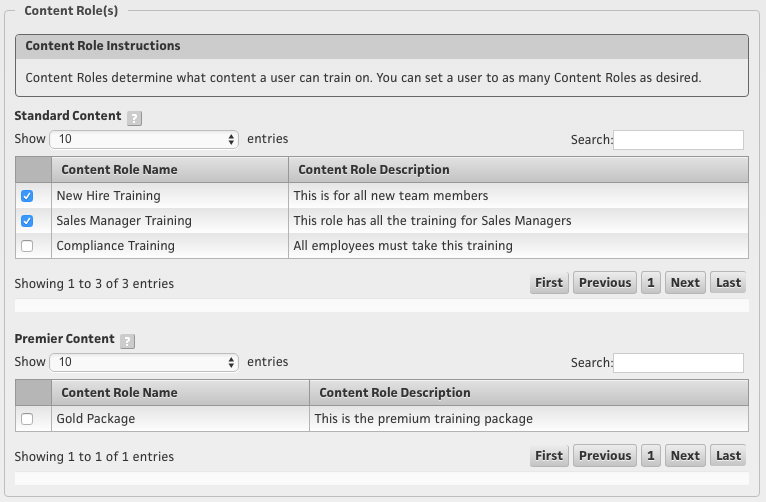 Content Role(s)
Content Role Instructions
Content Roles determine what content a user can train on. You can set a user to as many Content Roles as desired.
Standard Content ?
Show 10 entries Search:
Content Role Name Content Role Description
New Hire Training This is for all new team members
Sales Manager Training This role has all the training for Sales Managers
Compliance Training All employees must take this training
Showing 1 to 3 of 3 entries First Previous 1 Next Last
Premier Content ?
Show 10 entries Search:
Content Role Name Content Role Description
Gold Package This is the premium training package
Showing 1 to 1 of 1 entries First Previous 1 Next Last